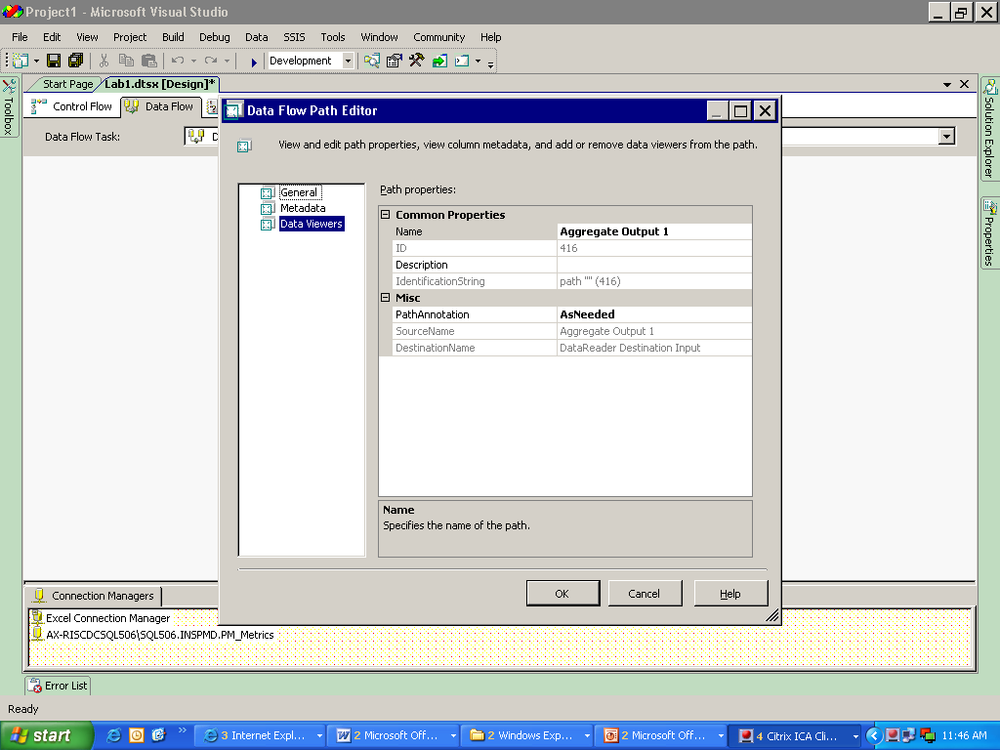 Project1 - Microsoft Visual Studio
File Edit View Project Build Debug Data SSIS Tools Window Community Help
Development
Start Page Lab1.dtsx [Design]*
Toolbox
Control Flow Data Flow
Data Flow Task:
Data Flow Path Editor
View and edit path properties, view column metadata, and add or remove data viewers from the path.
General
Metadata
Data Viewers
Path properties:
Common Properties
Name Aggregate Output 1
ID 416
Description
IdentificationString path "" (416)
Misc
PathAnnotation AsNeeded
SourceName Aggregate Output 1
DestinationName DataReader Destination Input
Name
Specifies the name of the path.
OK Cancel Help
Solution Explorer
Properties
Connection Managers
Excel Connection Manager
AX-RISCDCSQL506\SQL506.INSPMD.PM_Metrics
Error List
Ready
start
3 Internet Expl...
2 Microsoft Off...
2 Windows Exp...
2 Microsoft Off...
4 Citrix ICA Cli...
11:46 AM